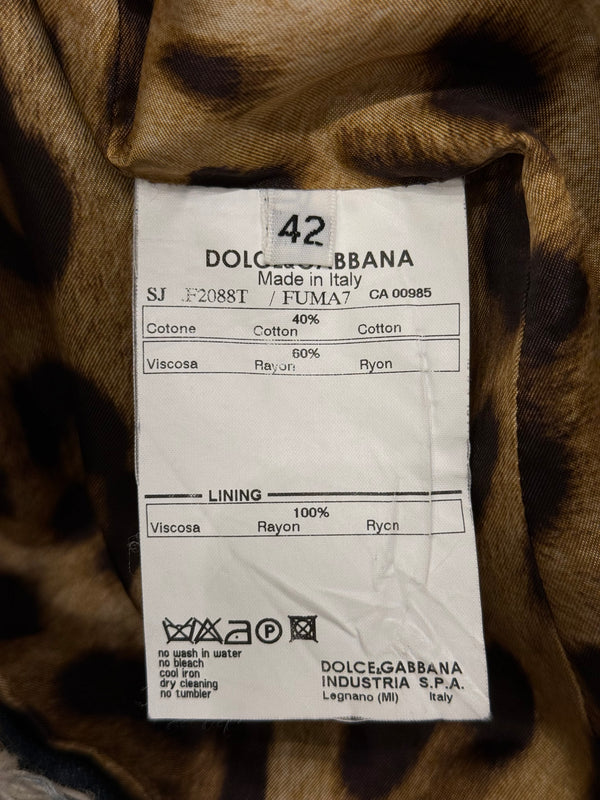 42
DOLCE&GABBANA
Made in Italy
SJ F2088T / FUMA7 CA 00985
40%
Cotone Cotton Cotton
60%
Viscosa Rayon Ryon
LINING
100%
Viscosa Rayon Ryon
P
no wash in water
no bleach
cool iron
dry cleaning
no tumbler
DOLCE&GABBANA
INDUSTRIA S.P.A.
Legnano (MI) Italy